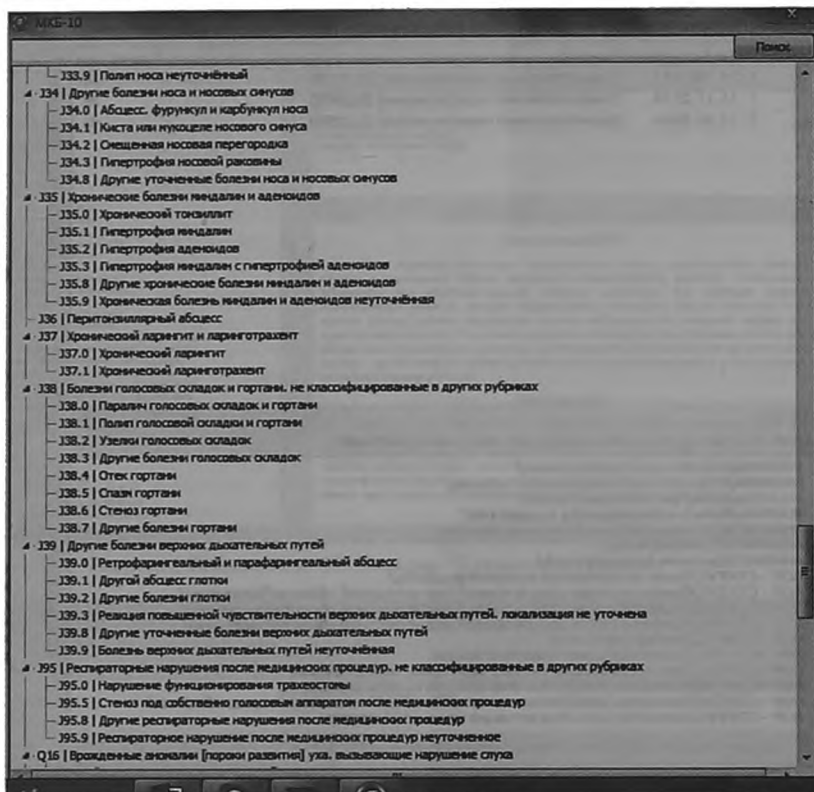 МКБ-10
Поиск
J33.9 | Полип носа неуточнённый
J34 | Другие болезни носа и носовых синусов
J34.0 | Абсцесс. фурункул и карбункул носа
J34.1 | Киста или мукоцеле носового синуса
J34.2 | Смещенная носовая перегородка
J34.3 | Гипертрофия носовой раковины
J34.8 | Другие уточненные болезни носа и носовых синусов
J35 | Хронические болезни миндалин и аденоидов
J35.0 | Хронический тонзиллит
J35.1 | Гипертрофия миндалин
J35.2 | Гипертрофия аденоидов
J35.3 | Гипертрофия миндалин с гипертрофией аденоидов
J35.8 | Другие хронические болезни миндалин и аденоидов
J35.9 | Хроническая болезнь миндалин и аденоидов неуточнённая
J36 | Перитонзиллярный абсцесс
J37 | Хронический ларингит и ларинготрахеит
J37.0 | Хронический ларингит
J37.1 | Хронический ларинготрахеит
J38 | Болезни голосовых складок и гортани. не классифицированные в других рубриках
J38.0 | Паралич голосовых складок и гортани
J38.1 | Полип голосовой складки и гортани
J38.2 | Узелки голосовых складок
J38.3 | Другие болезни голосовых складок
J38.4 | Отек гортани
J38.5 | Спазм гортани
J38.6 | Стеноз гортани
J38.7 | Другие болезни гортани
J39 | Другие болезни верхних дыхательных путей
J39.0 | Ретрофарингеальный и парафарингеальный абсцесс
J39.1 | Другой абсцесс глотки
J39.2 | Другие болезни глотки
J39.3 | Реакция повышенной чувствительности верхних дыхательных путей. локализация не уточнена
J39.8 | Другие уточненные болезни верхних дыхательных путей
J39.9 | Болезнь верхних дыхательных путей неуточнённая
J95 | Респираторные нарушения после медицинских процедур. не классифицированные в других рубриках
J95.0 | Нарушение функционирования трахеостомы
J95.5 | Стеноз под собственно голосовым аппаратом после медицинских процедур
J95.8 | Другие респираторные нарушения после медицинских процедур
J95.9 | Респираторное нарушение после медицинских процедур неуточненное
Q16 | Врожденные аномалии [пороки развития] уха. вызывающие нарушение слуха